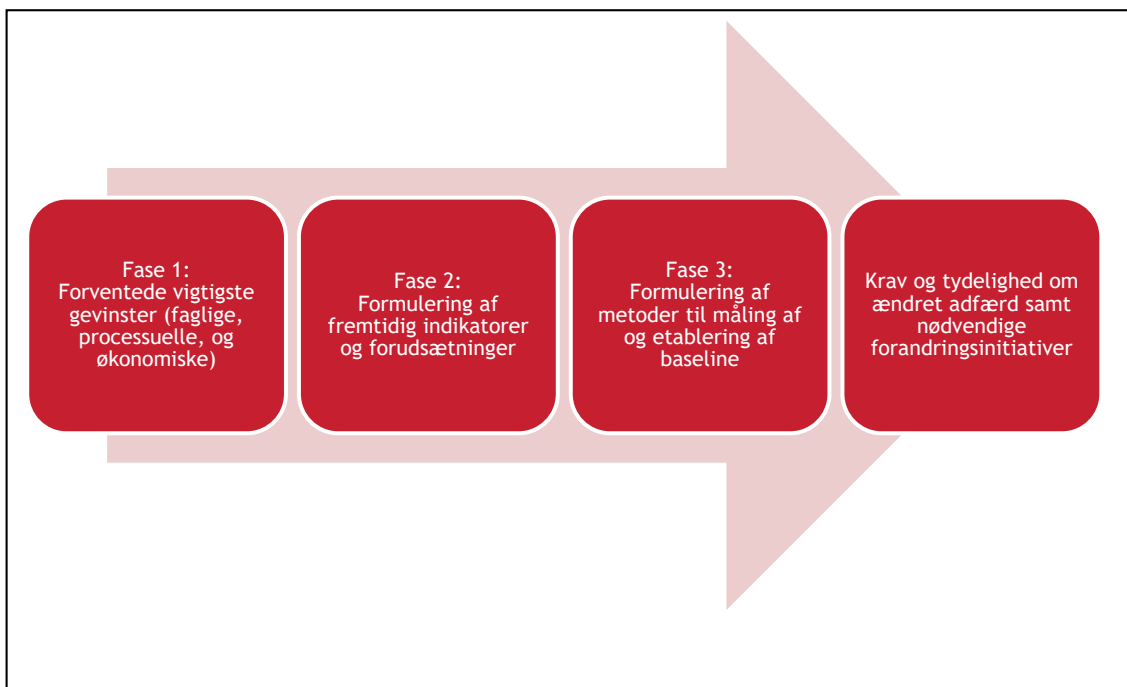 Fase 1:
Forventede vigtigste
gevinster (faglige,
processuelle, og
økonomiske)
Fase 2:
Formulering af
fremtidig indikatorer
og forudsætninger
Fase 3:
Formulering af
metoder til måling af
og etablering af
baseline
Krav og tydelighed om
ændret adfærd samt
nødvendige
forandringsinitiativer